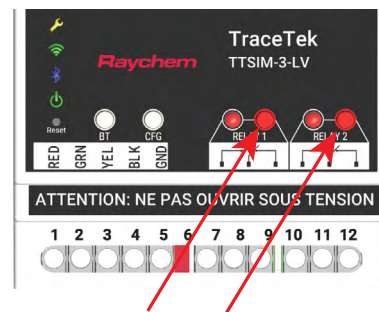 TraceTek
Raychem
TTSIM-3-LV
Reset
BT
CFG
RELAY 1
RELAY 2
RED
GRN
YEL
BLK
GND
ATTENTION: NE PAS OUVRIR SOUS TENSION
1 2 3 4 5 6 7 8 9 10 11 12